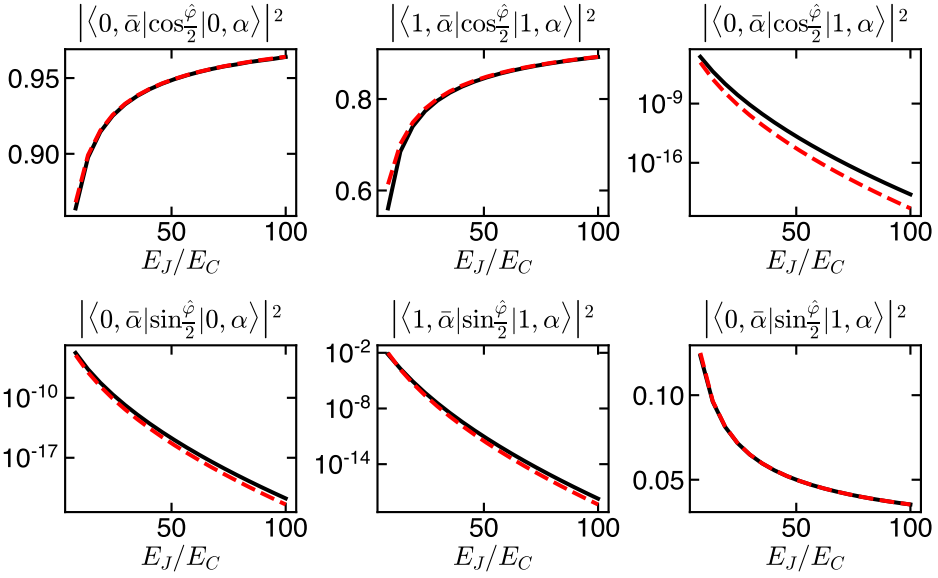 |⟨0, ᾱ|cos φ̂/2|0, α⟩|² |⟨1, ᾱ|cos φ̂/2|1, α⟩|² |⟨0, ᾱ|cos φ̂/2|1, α⟩|²
0.95 0.8 10⁻⁹
0.90 0.6 10⁻¹⁶
50 100 50 100 50 100
E_J/E_C E_J/E_C E_J/E_C
|⟨0, ᾱ|sin φ̂/2|0, α⟩|² |⟨1, ᾱ|sin φ̂/2|1, α⟩|² |⟨0, ᾱ|sin φ̂/2|1, α⟩|²
10⁻²
10⁻¹⁰ 10⁻⁸ 0.10
10⁻¹⁷ 10⁻¹⁴ 0.05
50 100 50 100 50 100
E_J/E_C E_J/E_C E_J/E_C